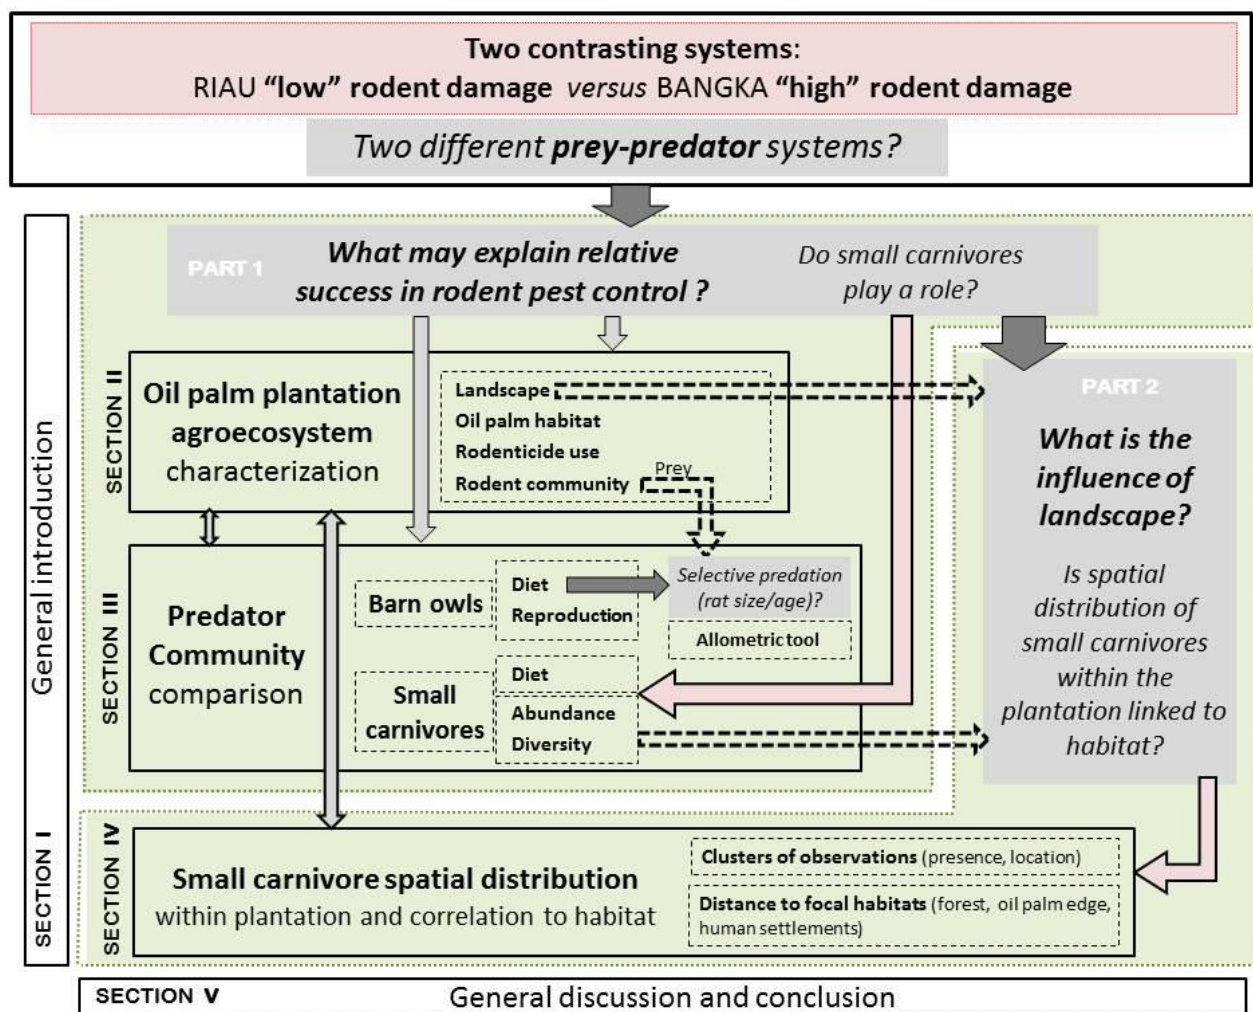 Two contrasting systems:
RIAU “low” rodent damage versus BANGKA “high” rodent damage
Two different prey-predator systems?
General introduction
SECTION I
PART 1
What may explain relative
success in rodent pest control ?
Do small carnivores
play a role?
SECTION II
Oil palm plantation
agroecosystem
characterization
Landscape
Oil palm habitat
Rodenticide use
Rodent community
Prey
PART 2
What is the
influence of
landscape?
Is spatial
distribution of
small carnivores
within the
plantation linked to
habitat?
SECTION III
Predator
Community
comparison
Barn owls
Diet
Reproduction
Selective predation
(rat size/age)?
Allometric tool
Small
carnivores
Diet
Abundance
Diversity
SECTION IV
Small carnivore spatial distribution
within plantation and correlation to habitat
Clusters of observations (presence, location)
Distance to focal habitats (forest, oil palm edge,
human settlements)
SECTION V
General discussion and conclusion